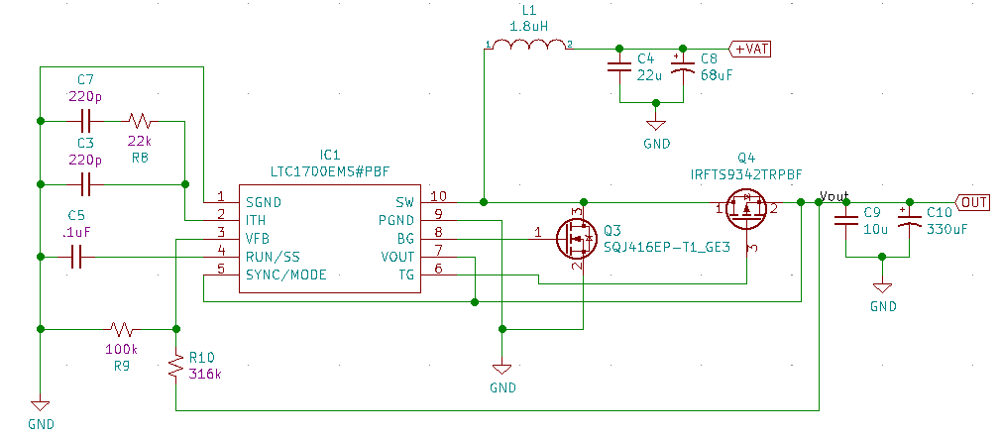 L1
1.8uH
1
2
+VAT
C4
22u
C8
68uF
+
GND
C7
220p
22k
R8
C3
220p
C5
.1uF
IC1
LTC1700EMS#PBF
1 SGND
2 ITH
3 VFB
4 RUN/SS
5 SYNC/MODE
SW 10
PGND 9
BG 8
VOUT 7
TG 6
Q4
IRFTS9342TRPBF
1
2
3
Vout
OUT
Q3
SQJ416EP-T1_GE3
1
3
2
C9
10u
+
C10
330uF
GND
100k
R9
R10
316k
GND
GND